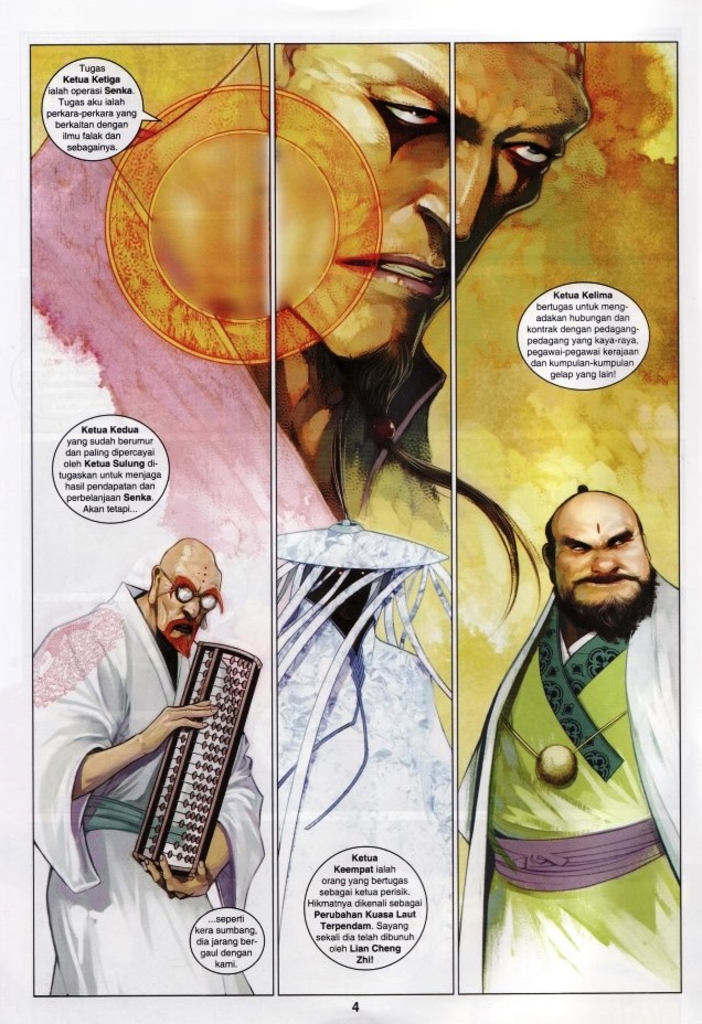 Tugas
Ketua Ketiga
ialah operasi Senka.
Tugas aku ialah
perkara-perkara yang
berkaitan dengan
ilmu falak dan
sebagainya.
Ketua Kelima
bertugas untuk meng-
adakan hubungan dan
kontrak dengan pedagang-
pedagang yang kaya-raya,
pegawai-pegawai kerajaan
dan kumpulan-kumpulan
gelap yang lain!
Ketua Kedua
yang sudah berumur
dan paling dipercayai
oleh Ketua Sulung di-
tugaskan untuk menjaga
hasil pendapatan dan
perbelanjaan Senka.
Akan tetapi...
...seperti
kera sumbang,
dia jarang ber-
gaul dengan
kami.
Ketua
Keempat ialah
orang yang bertugas
sebagai ketua perisik.
Hikmatnya dikenali sebagai
Perubahan Kuasa Laut
Terpendam. Sayang
sekali dia telah dibunuh
oleh Lian Cheng
Zhi!
4